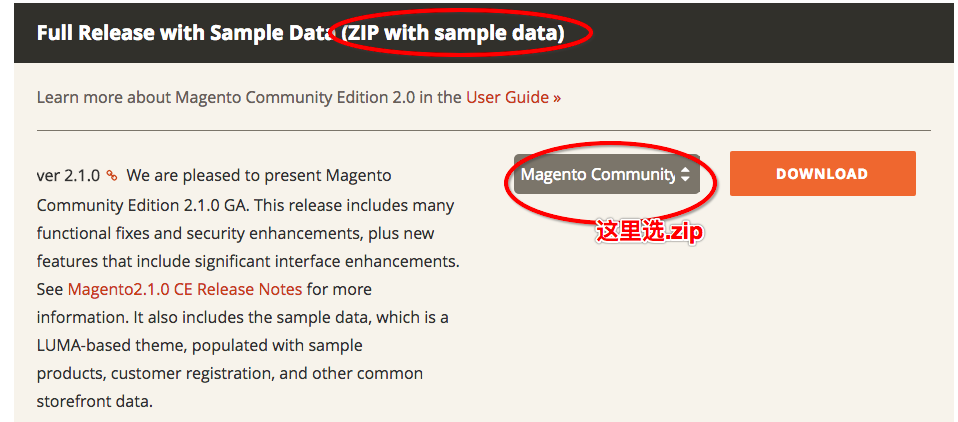 Full Release with Sample Data (ZIP with sample data)
Learn more about Magento Community Edition 2.0 in the User Guide »
ver 2.1.0 We are pleased to present Magento
Community Edition 2.1.0 GA. This release includes many
functional fixes and security enhancements, plus new
features that include significant interface enhancements.
See Magento2.1.0 CE Release Notes for more
information. It also includes the sample data, which is a
LUMA-based theme, populated with sample
products, customer registration, and other common
storefront data.
Magento Community
这里选.zip
DOWNLOAD